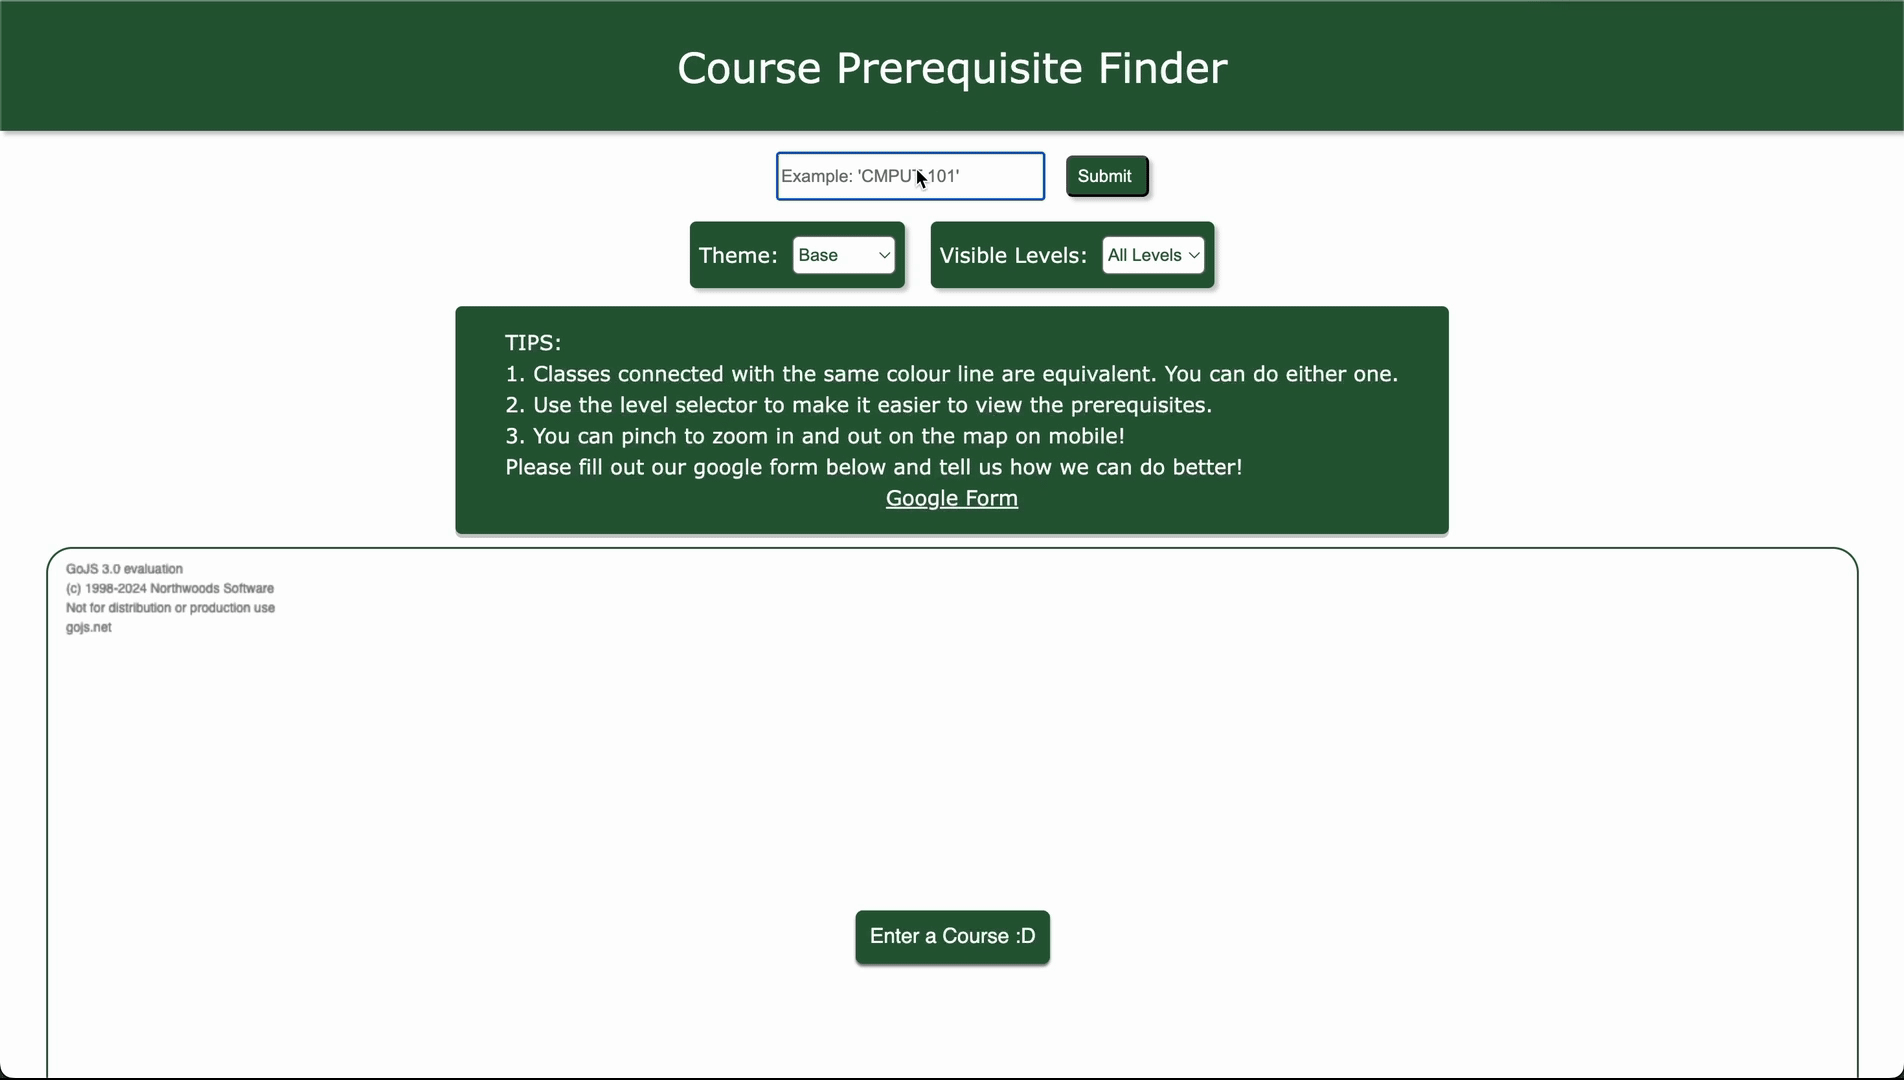 Course Prerequisite Finder
Example: 'CMPUT 101'
Submit
Theme: Base
Visible Levels: All Levels
TIPS:
1. Classes connected with the same colour line are equivalent. You can do either one.
2. Use the level selector to make it easier to view the prerequisites.
3. You can pinch to zoom in and out on the map on mobile!
Please fill out our google form below and tell us how we can do better!
Google Form
GoJS 3.0 evaluation
(c) 1998-2024 Northwoods Software
Not for distribution or production use
gojs.net
Enter a Course :D